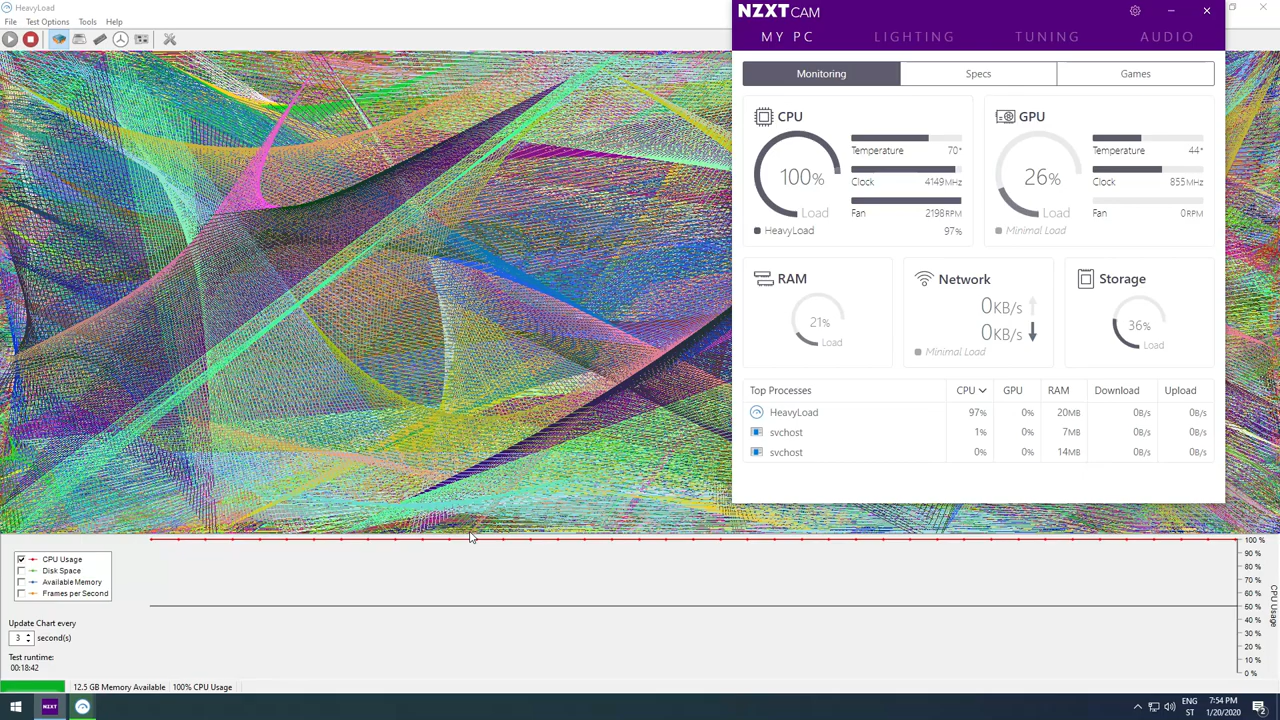 HeavyLoad
File Test Options Tools Help
NZXT CAM
MY PC LIGHTING TUNING AUDIO
Monitoring Specs Games
CPU
100%
Load
Temperature 70°
Clock 4149MHz
Fan 2198RPM
HeavyLoad 97%
GPU
26%
Load
Temperature 44°
Clock 855MHz
Fan 0RPM
Minimal Load
RAM
21%
Load
Network
0KB/s
0KB/s
Minimal Load
Storage
36%
Load
Top Processes CPU GPU RAM Download Upload
HeavyLoad 97% 0% 20MB 0B/s 0B/s
svchost 1% 0% 7MB 0B/s 0B/s
svchost 0% 0% 14MB 0B/s 0B/s
CPU Usage
Disk Space
Available Memory
Frames per Second
Update Chart every
3 second(s)
Test runtime:
00:18:42
100 %
90 %
80 %
70 %
60 %
50 %
40 %
30 %
20 %
10 %
0 %
CPU Usage
12.5 GB Memory Available 100% CPU Usage
NZXT
ENG
ST
7:54 PM
1/20/2020
2